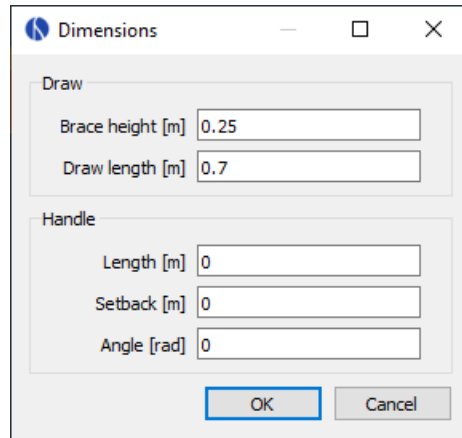 Dimensions
Draw
Brace height [m] 0.25
Draw length [m] 0.7
Handle
Length [m] 0
Setback [m] 0
Angle [rad] 0
OK Cancel